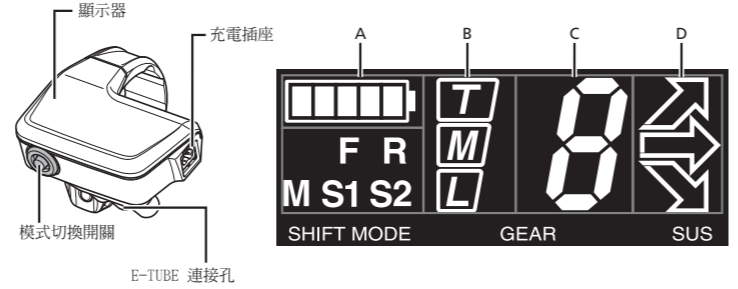 顯示器
充電插座
模式切換開關
E-TUBE 連接孔
A B C D
F R
M S1 S2
T
M
L
8
SHIFT MODE GEAR SUS